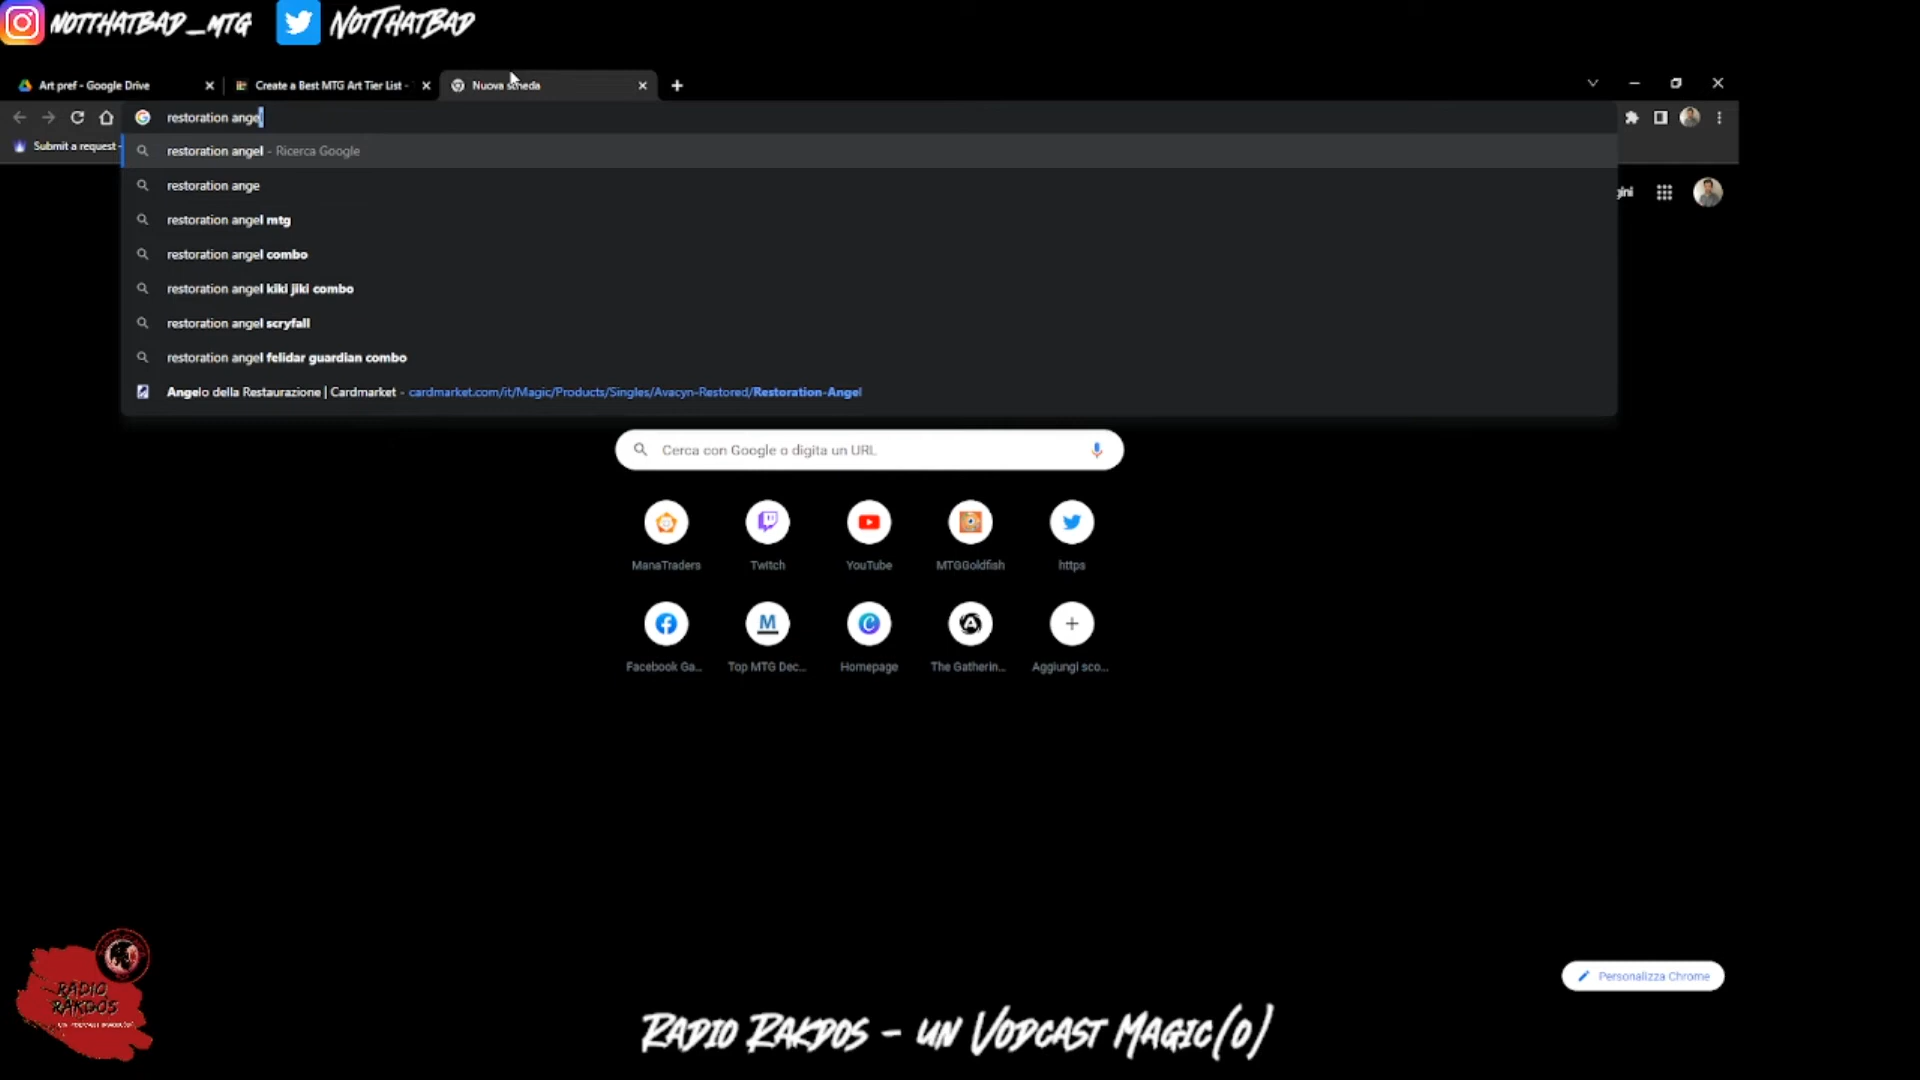 NotThatBad_mtg NotThatBad
Art pref - Google Drive
Create a Best MTG Art Tier List -
Nuova scheda
restoration angel
Submit a request -
restoration angel - Ricerca Google
restoration ange
restoration angel mtg
restoration angel combo
restoration angel kiki jiki combo
restoration angel scryfall
restoration angel felidar guardian combo
Angelo della Restaurazione | Cardmarket - cardmarket.com/it/Magic/Products/Singles/Avacyn-Restored/Restoration-Angel
Cerca con Google o digita un URL
ManaTraders
Twitch
YouTube
MTGGoldfish
https
Facebook Ga...
Top MTG Dec...
Homepage
The Gatherin...
Aggiungi sco...
Personalizza Chrome
RADIO
RAKDOS
Radio Rakdos - un Vodcast Magic(o)